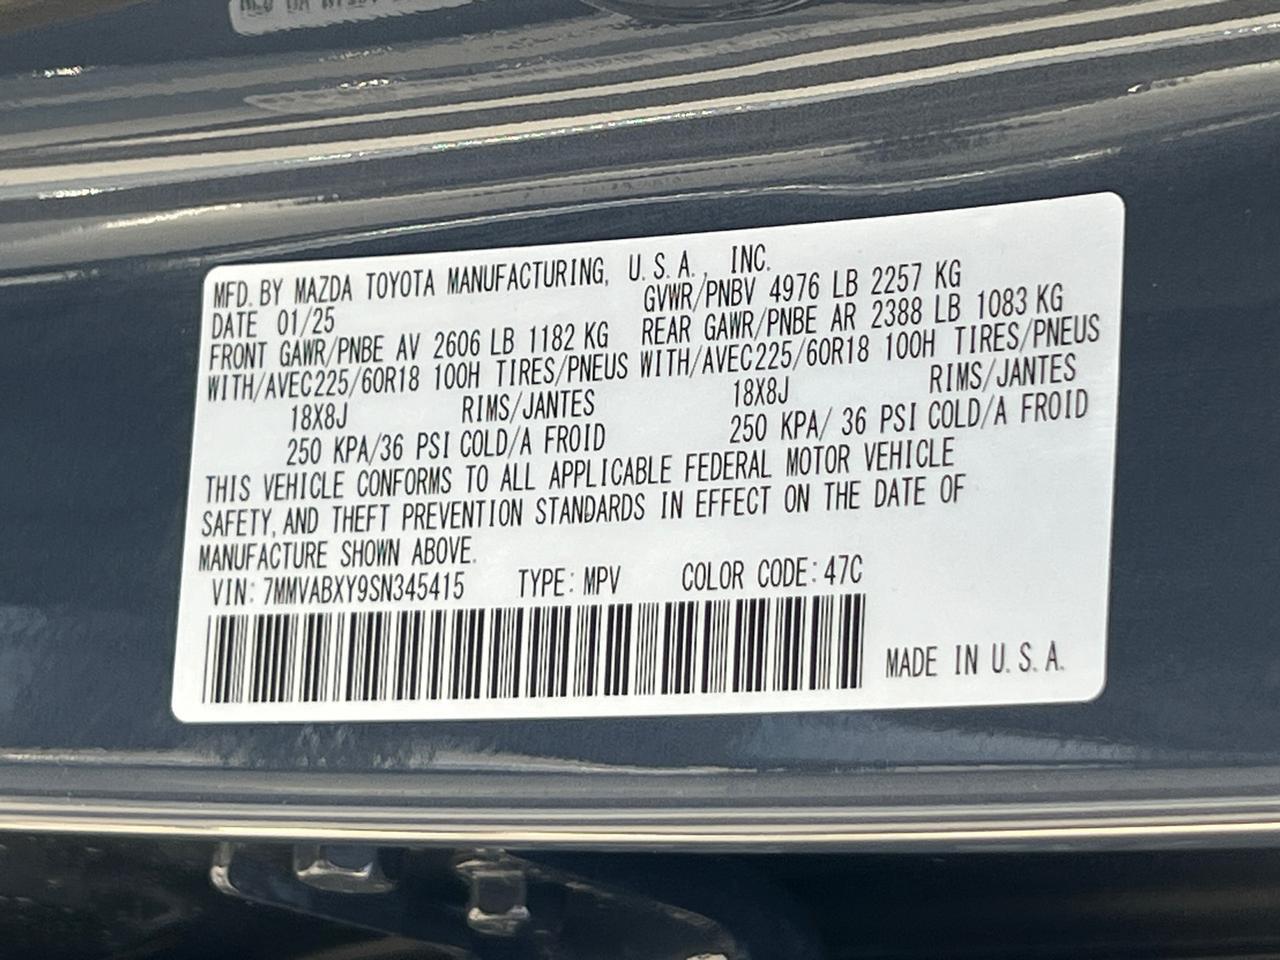 MFD. BY MAZDA TOYOTA MANUFACTURING, U.S.A., INC.
DATE 01/25 GVWR/PNBV 4976 LB 2257 KG
FRONT GAWR/PNBE AV 2606 LB 1182 KG REAR GAWR/PNBE AR 2388 LB 1083 KG
WITH/AVEC225/60R18 100H TIRES/PNEUS WITH/AVEC225/60R18 100H TIRES/PNEUS
18X8J RIMS/JANTES 18X8J RIMS/JANTES
250 KPA/36 PSI COLD/A FROID 250 KPA/ 36 PSI COLD/A FROID
THIS VEHICLE CONFORMS TO ALL APPLICABLE FEDERAL MOTOR VEHICLE
SAFETY, AND THEFT PREVENTION STANDARDS IN EFFECT ON THE DATE OF
MANUFACTURE SHOWN ABOVE.
VIN: 7MMVABXY9SN345415 TYPE: MPV COLOR CODE: 47C
MADE IN U.S.A.